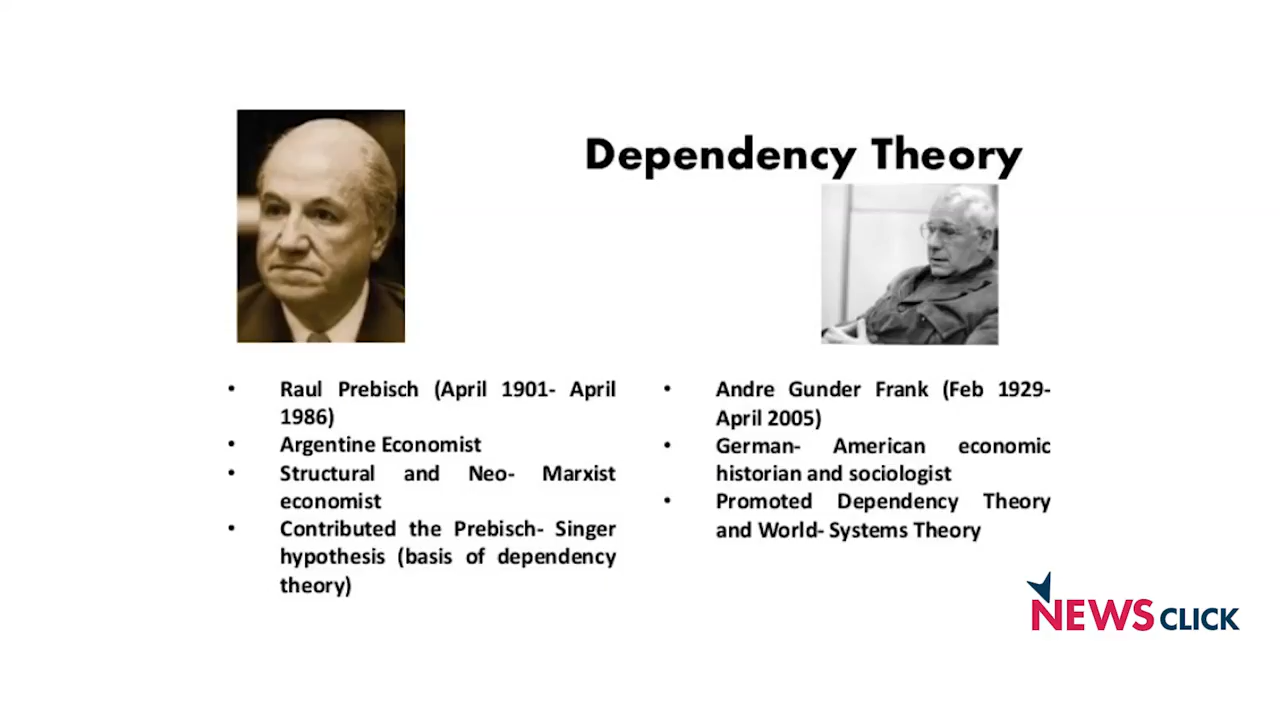 Dependency Theory
• Raul Prebisch (April 1901- April
1986)
• Argentine Economist
• Structural and Neo- Marxist
economist
• Contributed the Prebisch- Singer
hypothesis (basis of dependency
theory)
• Andre Gunder Frank (Feb 1929-
April 2005)
• German- American economic
historian and sociologist
• Promoted Dependency Theory
and World- Systems Theory
NEWS CLICK